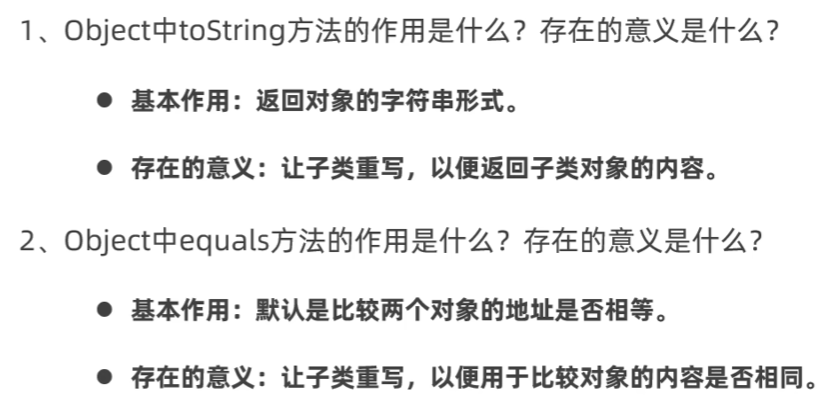 1、Object中toString方法的作用是什么？存在的意义是什么？
● 基本作用：返回对象的字符串形式。
● 存在的意义：让子类重写，以便返回子类对象的内容。
2、Object中equals方法的作用是什么？存在的意义是什么？
● 基本作用：默认是比较两个对象的地址是否相等。
● 存在的意义：让子类重写，以便用于比较对象的内容是否相同。